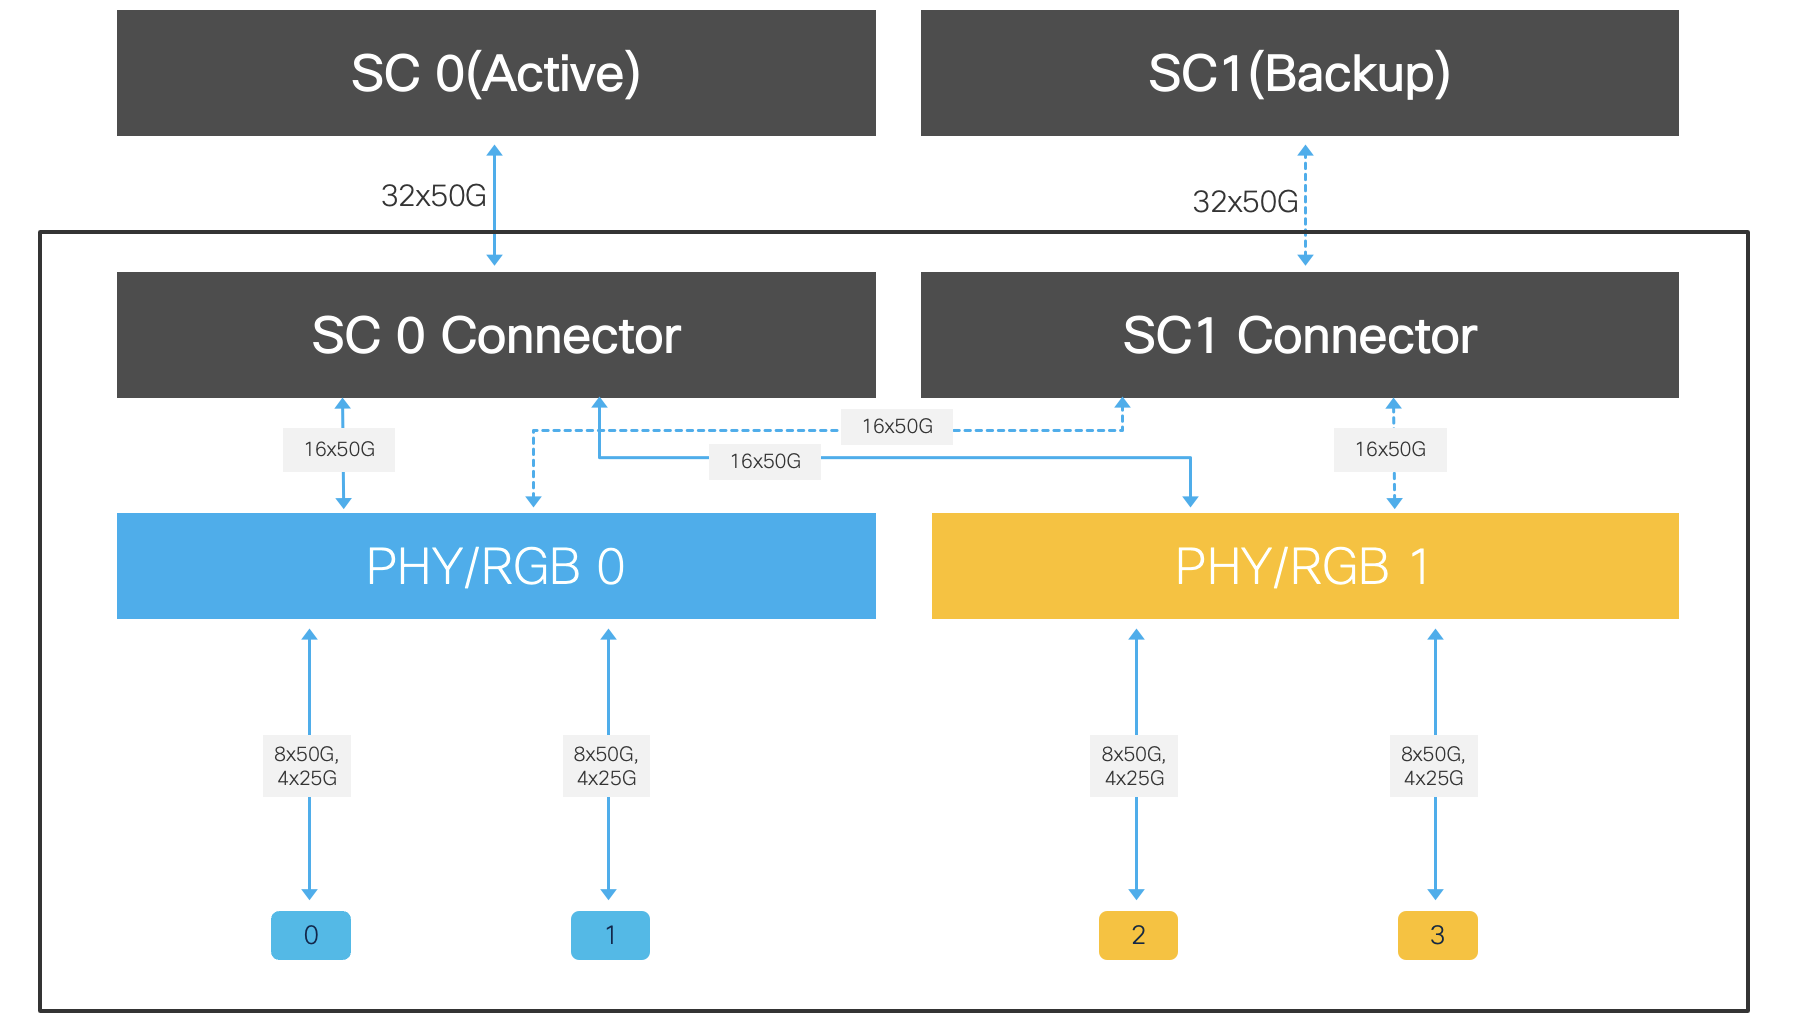 SC 0(Active)
SC1(Backup)
32x50G
32x50G
SC 0 Connector
SC1 Connector
16x50G
16x50G
16x50G
16x50G
PHY/RGB 0
PHY/RGB 1
8x50G,
4x25G
8x50G,
4x25G
8x50G,
4x25G
8x50G,
4x25G
0
1
2
3